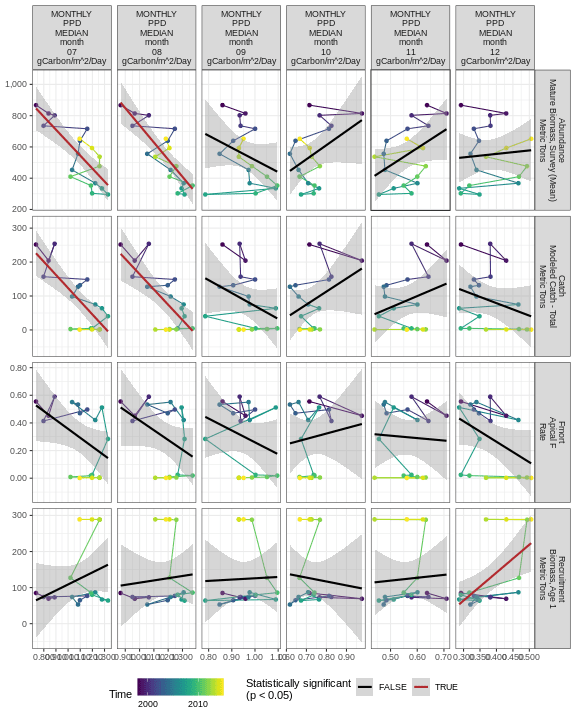 MONTHLY PPD MEDIAN month 07 gCarbon/m^2/Day
MONTHLY PPD MEDIAN month 08 gCarbon/m^2/Day
MONTHLY PPD MEDIAN month 09 gCarbon/m^2/Day
MONTHLY PPD MEDIAN month 10 gCarbon/m^2/Day
MONTHLY PPD MEDIAN month 11 gCarbon/m^2/Day
MONTHLY PPD MEDIAN month 12 gCarbon/m^2/Day
1,000
800
600
400
200
Abundance
Mature Biomass, Survey (Mean)
Metric Tons
300
200
100
0
Catch
Modeled Catch - Total
Metric Tons
0.80
0.60
0.40
0.20
0.00
Fmort
Apical F
Rate
300
200
100
0
Recruitment
Biomass, Age 1
Metric Tons
0.80 0.90 1.00
0.60 0.70 0.80 0.90
0.50 0.60 0.70
0.300 0.350 0.400 0.450 0.500
Time
2000 2010
Statistically significant
(p < 0.05)
FALSE TRUE